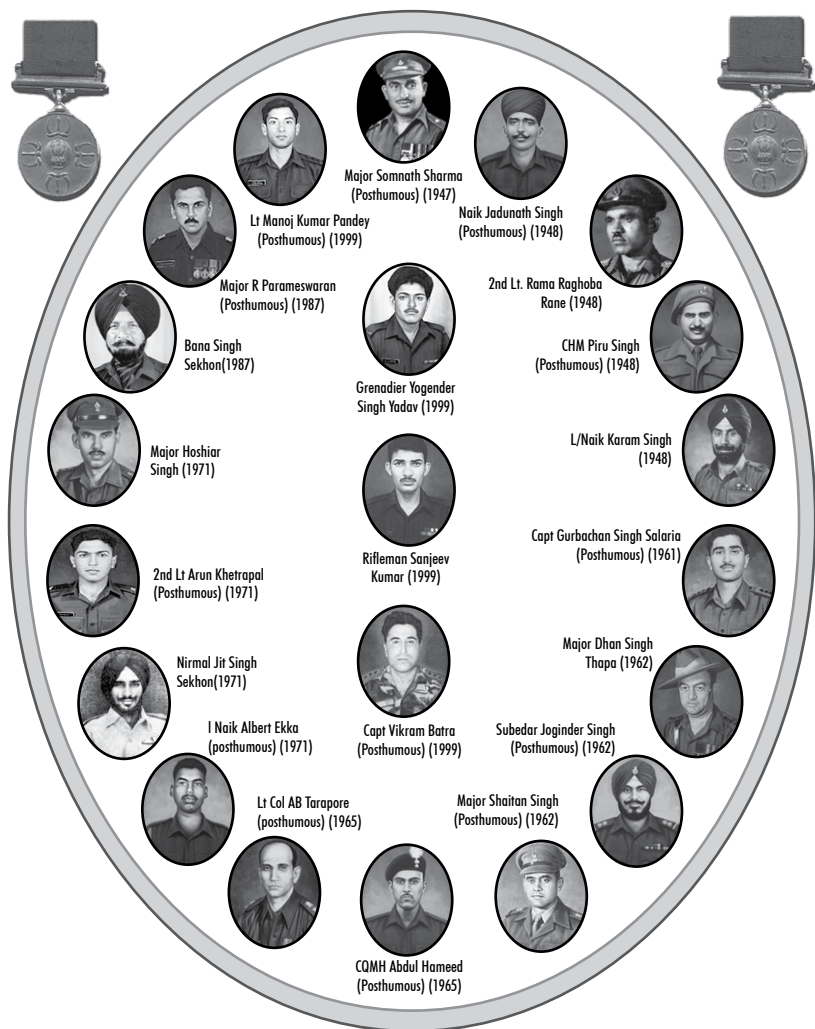 Major Somnath Sharma
(Posthumous) (1947)
Naik Jadunath Singh
(Posthumous) (1948)
2nd Lt. Rama Raghoba
Rane (1948)
CHM Piru Singh
(Posthumous) (1948)
L/Naik Karam Singh
(1948)
Capt Gurbachan Singh Salaria
(Posthumous) (1961)
Major Dhan Singh
Thapa (1962)
Subedar Joginder Singh
(Posthumous) (1962)
Major Shaitan Singh
(Posthumous) (1962)
CQMH Abdul Hameed
(Posthumous) (1965)
Lt Col AB Tarapore
(posthumous) (1965)
l Naik Albert Ekka
(posthumous) (1971)
Nirmal Jit Singh
Sekhon(1971)
2nd Lt Arun Khetrapal
(Posthumous) (1971)
Major Hoshiar
Singh (1971)
Bana Singh
Sekhon(1987)
Major R Parameswaran
(Posthumous) (1987)
Lt Manoj Kumar Pandey
(Posthumous) (1999)
Grenadier Yogender
Singh Yadav (1999)
Rifleman Sanjeev
Kumar (1999)
Capt Vikram Batra
(Posthumous) (1999)